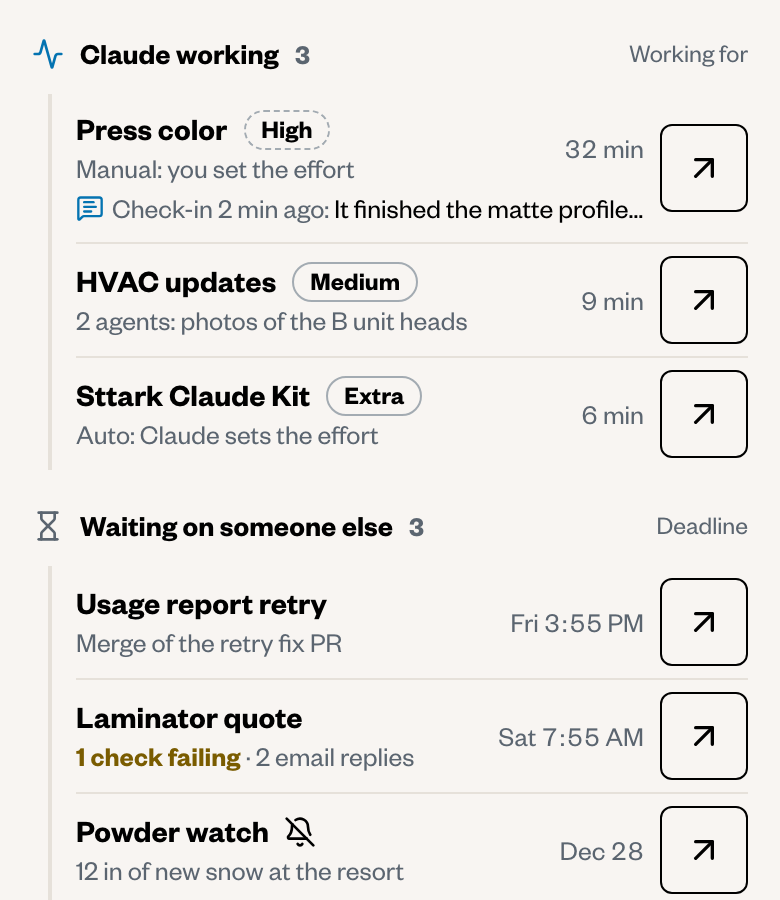 Claude working 3 Working for
Press color High
32 min
Manual: you set the effort
Check-in 2 min ago: It finished the matte profile...
HVAC updates Medium
9 min
2 agents: photos of the B unit heads
Sttark Claude Kit Extra
6 min
Auto: Claude sets the effort
Waiting on someone else 3 Deadline
Usage report retry
Fri 3:55 PM
Merge of the retry fix PR
Laminator quote
Sat 7:55 AM
1 check failing · 2 email replies
Powder watch
Dec 28
12 in of new snow at the resort